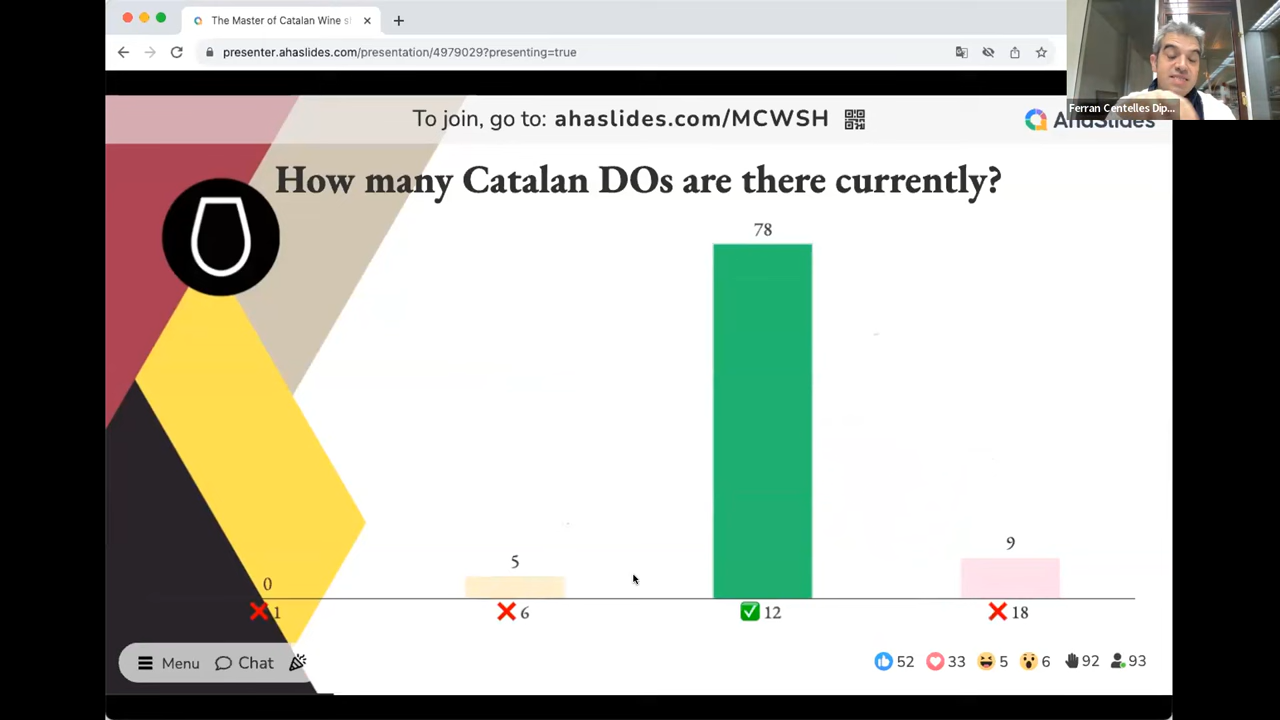 The Master of Catalan Wine s
presenter.ahaslides.com/presentation/4979029?presenting=true
Ferran Centelles Dip...
To join, go to: ahaslides.com/MCWSH
AhaSlides
How many Catalan DOs are there currently?
78
9
5
0
1
6
12
18
Menu
Chat
52
33
5
6
92
93